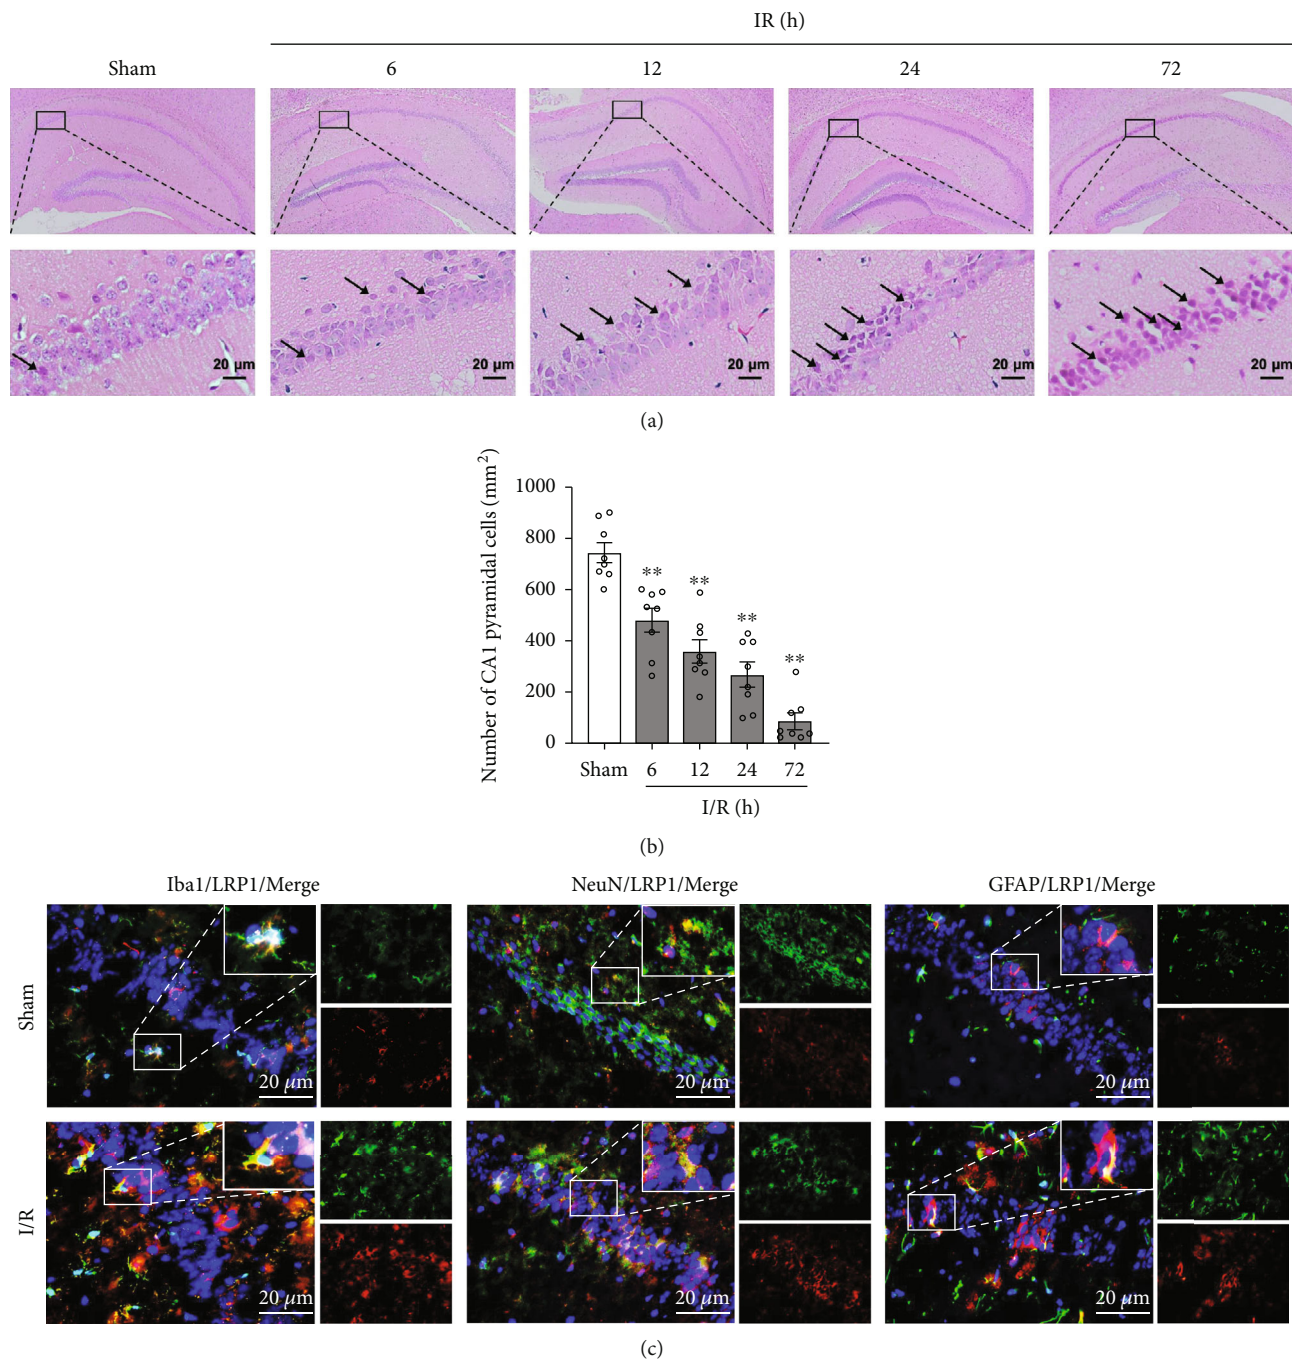 IR (h)
Sham 6 12 24 72
20 µm 20 µm 20 µm 20 µm 20 µm
(a)
Number of CA1 pyramidal cells (mm²)
1000
800
600
400
200
0
** ** ** **
Sham 6 12 24 72
I/R (h)
(b)
Iba1/LRP1/Merge NeuN/LRP1/Merge GFAP/LRP1/Merge
Sham
20 µm 20 µm 20 µm
I/R
20 µm 20 µm 20 µm
(c)